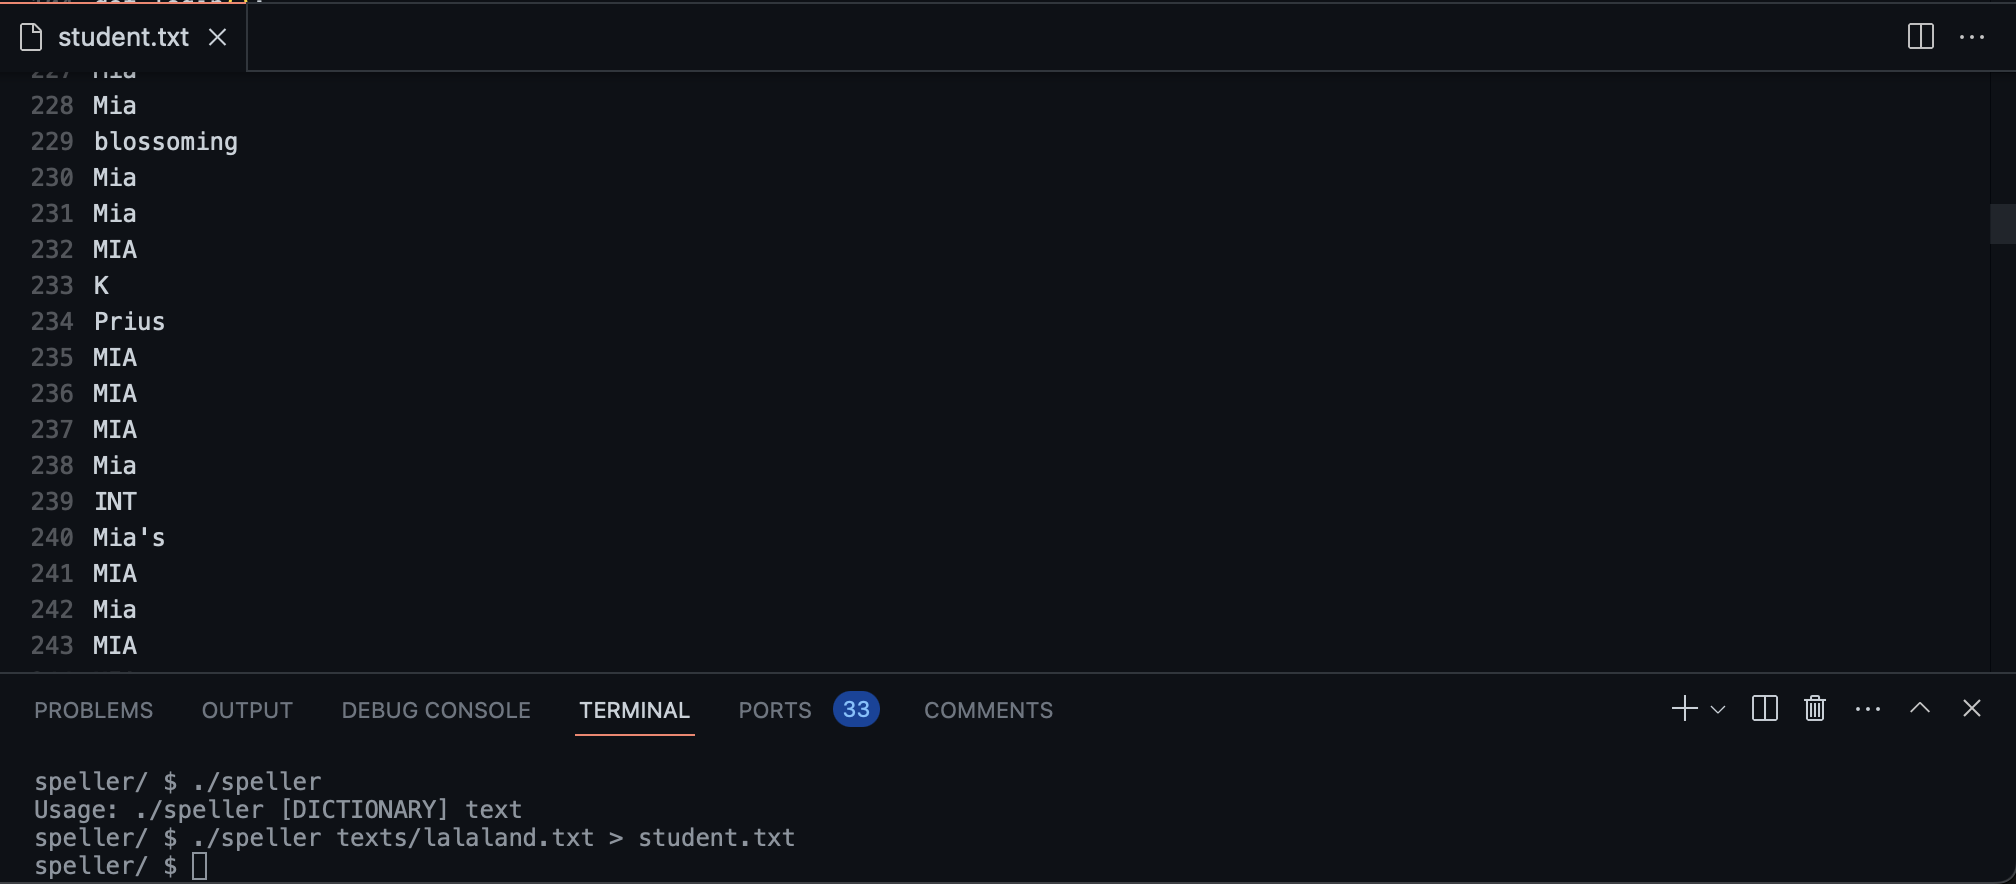 student.txt
227 Mia
228 Mia
229 blossoming
230 Mia
231 Mia
232 MIA
233 K
234 Prius
235 MIA
236 MIA
237 MIA
238 Mia
239 INT
240 Mia's
241 MIA
242 Mia
243 MIA
PROBLEMS OUTPUT DEBUG CONSOLE TERMINAL PORTS 33 COMMENTS
speller/ $ ./speller
Usage: ./speller [DICTIONARY] text
speller/ $ ./speller texts/lalaland.txt > student.txt
speller/ $